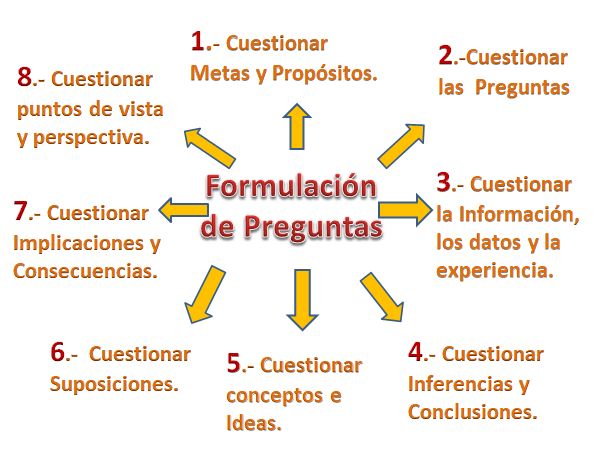 Formulación
de Preguntas
1.- Cuestionar
Metas y Propósitos.
2.-Cuestionar
las Preguntas
3.- Cuestionar
la Información,
los datos y la
experiencia.
4.- Cuestionar
Inferencias y
Conclusiones.
5.- Cuestionar
conceptos e
Ideas.
6.- Cuestionar
Suposiciones.
7.- Cuestionar
Implicaciones y
Consecuencias.
8.- Cuestionar
puntos de vista
y perspectiva.